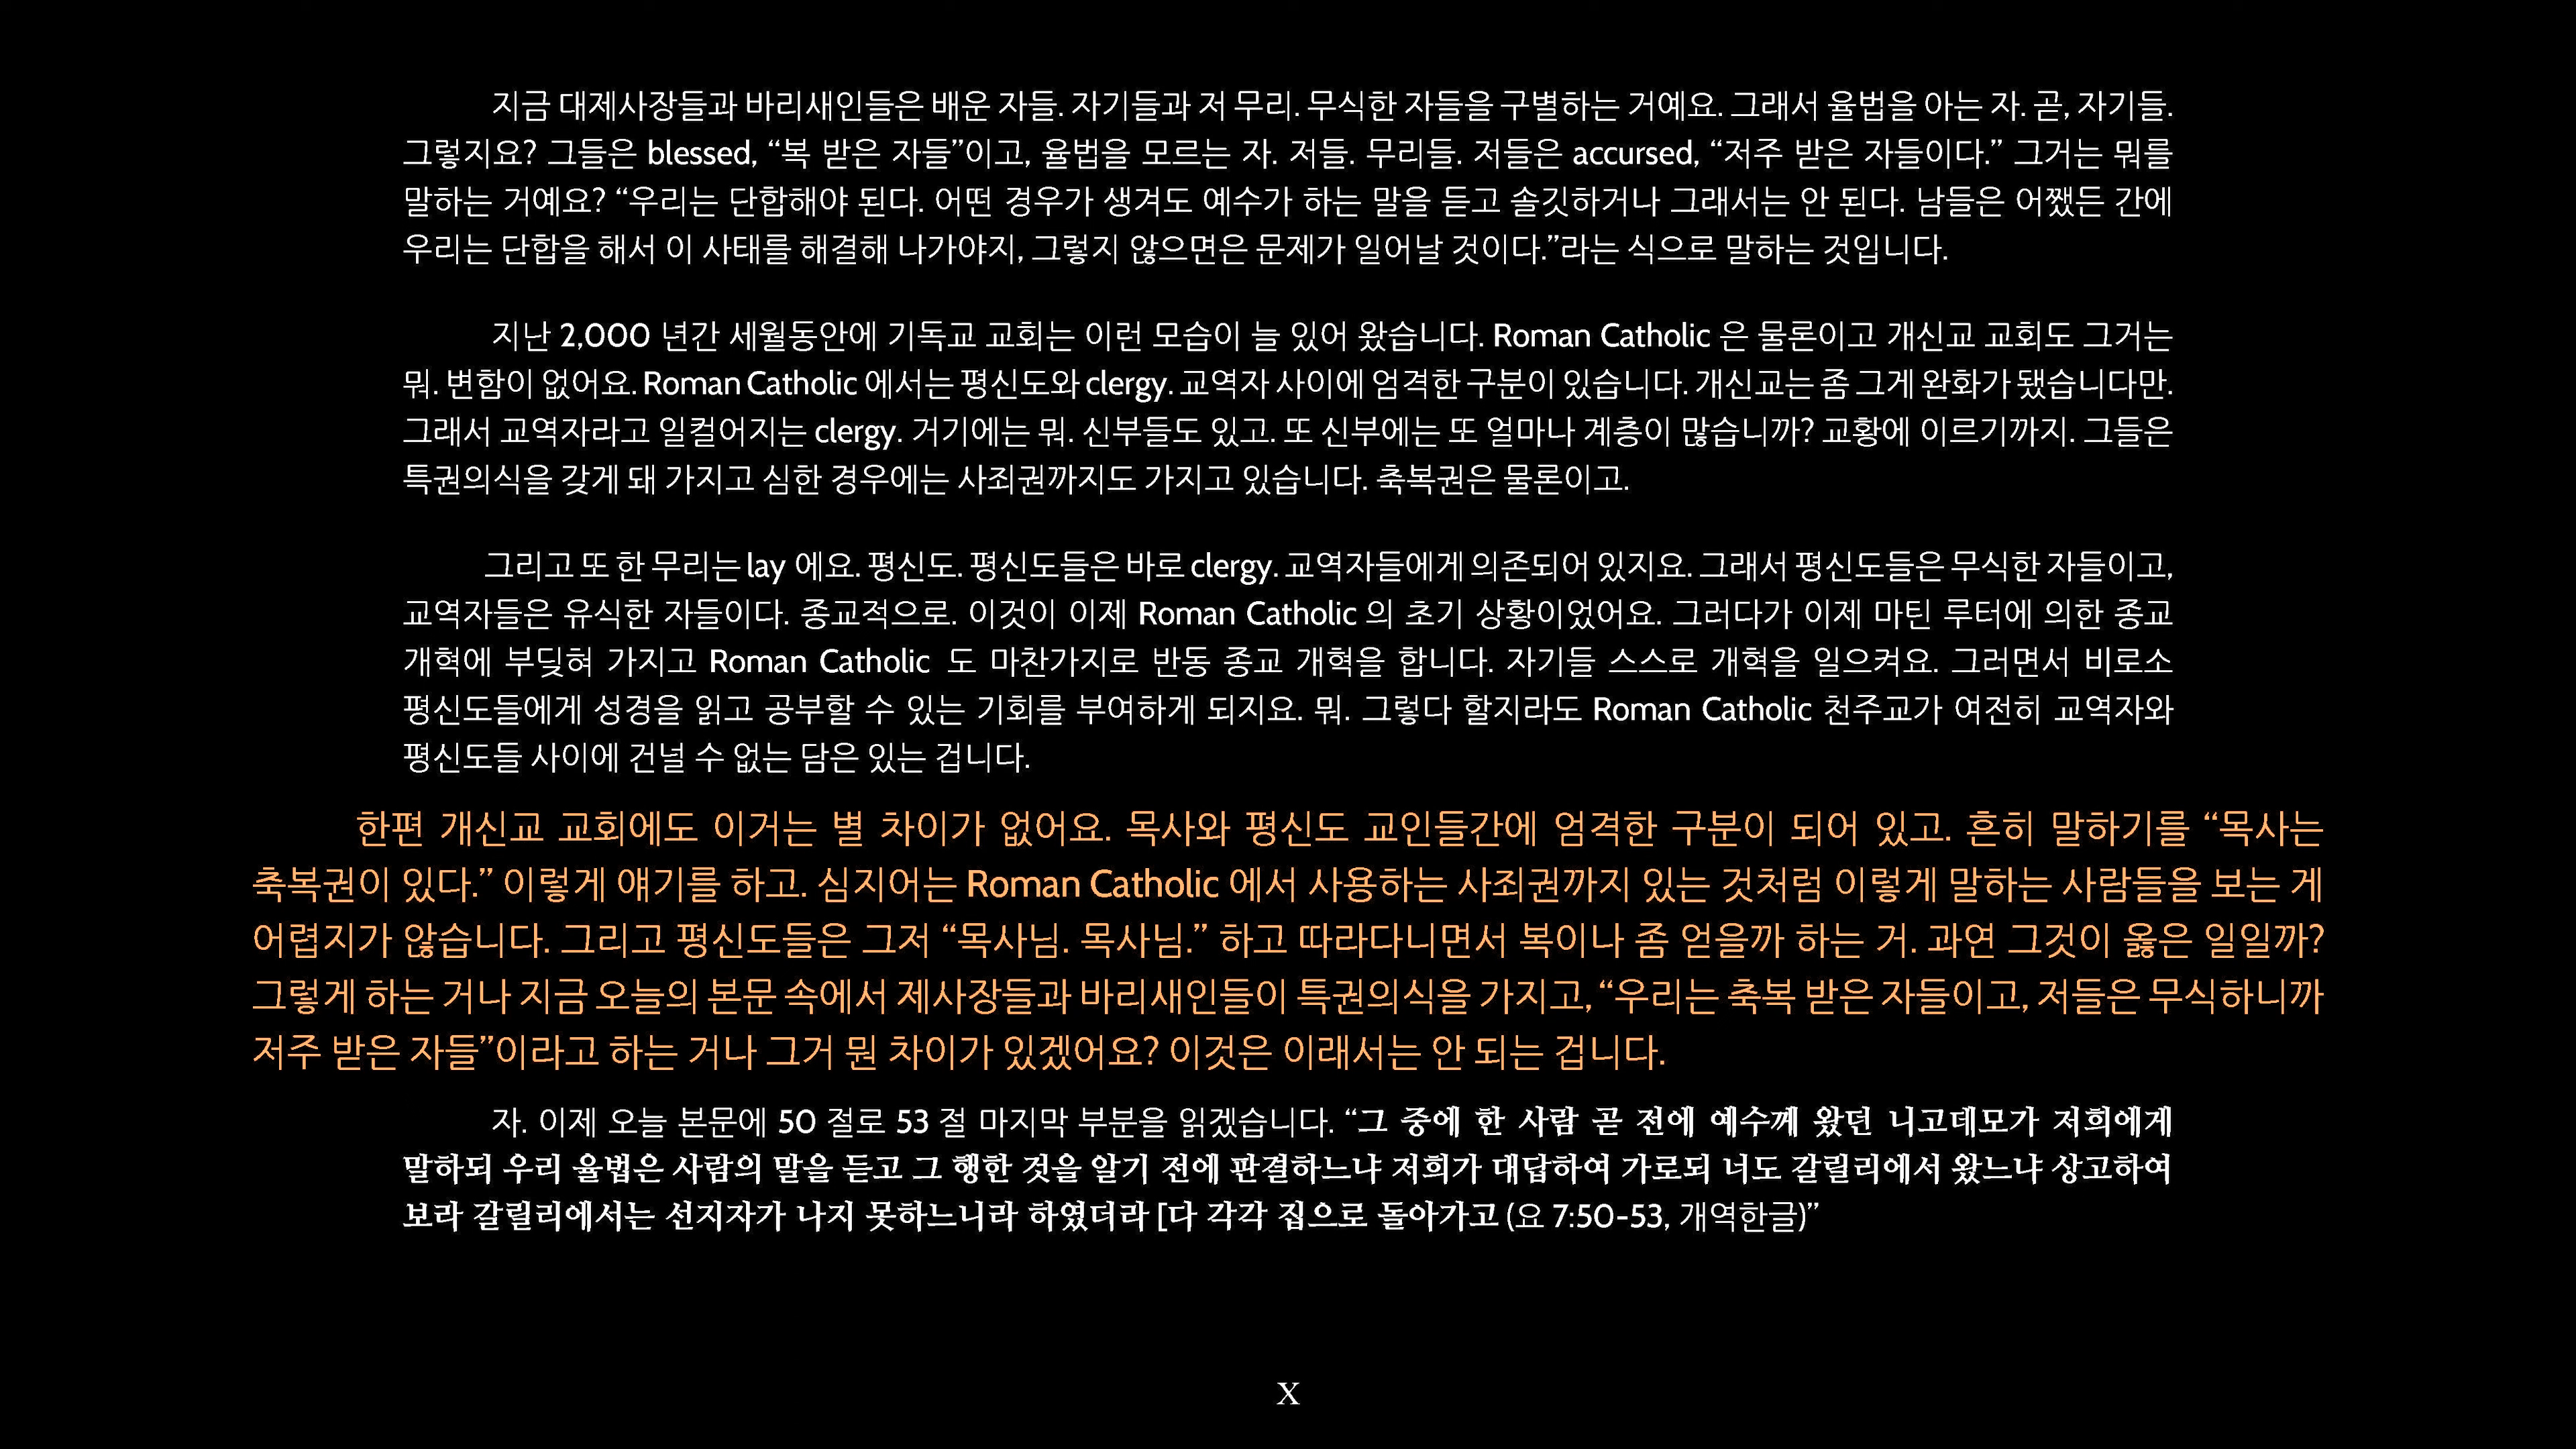 지금 대제사장들과 바리새인들은 배운 자들. 자기들과 저 무리. 무식한 자들을 구별하는 거예요. 그래서 율법을 아는 자. 곧, 자기들.
그렇지요? 그들은 blessed, “복 받은 자들”이고, 율법을 모르는 자. 저들. 무리들. 저들은 accursed, “저주 받은 자들이다.” 그거는 뭐를
말하는 거예요? “우리는 단합해야 된다. 어떤 경우가 생겨도 예수가 하는 말을 듣고 솔깃하거나 그래서는 안 된다. 남들은 어쨌든 간에
우리는 단합을 해서 이 사태를 해결해 나가야지, 그렇지 않으면은 문제가 일어날 것이다.”라는 식으로 말하는 것입니다.
지난 2,000 년간 세월동안에 기독교 교회는 이런 모습이 늘 있어 왔습니다. Roman Catholic 은 물론이고 개신교 교회도 그거는
뭐. 변함이 없어요. Roman Catholic 에서는 평신도와 clergy. 교역자 사이에 엄격한 구분이 있습니다. 개신교는 좀 그게 완화가 됐습니다만.
그래서 교역자라고 일컬어지는 clergy. 거기에는 뭐. 신부들도 있고. 또 신부에는 또 얼마나 계층이 많습니까? 교황에 이르기까지. 그들은
특권의식을 갖게 돼 가지고 심한 경우에는 사죄권까지도 가지고 있습니다. 축복권은 물론이고.
그리고 또 한 무리는 lay 에요. 평신도. 평신도들은 바로 clergy. 교역자들에게 의존되어 있지요. 그래서 평신도들은 무식한 자들이고,
교역자들은 유식한 자들이다. 종교적으로. 이것이 이제 Roman Catholic 의 초기 상황이었어요. 그러다가 이제 마틴 루터에 의한 종교
개혁에 부딪혀 가지고 Roman Catholic 도 마찬가지로 반동 종교 개혁을 합니다. 자기들 스스로 개혁을 일으켜요. 그러면서 비로소
평신도들에게 성경을 읽고 공부할 수 있는 기회를 부여하게 되지요. 뭐. 그렇다 할지라도 Roman Catholic 천주교가 여전히 교역자와
평신도들 사이에 건널 수 없는 담은 있는 겁니다.
한편 개신교 교회에도 이거는 별 차이가 없어요. 목사와 평신도 교인들간에 엄격한 구분이 되어 있고. 흔히 말하기를 “목사는
축복권이 있다.” 이렇게 얘기를 하고. 심지어는 Roman Catholic 에서 사용하는 사죄권까지 있는 것처럼 이렇게 말하는 사람들을 보는 게
어렵지가 않습니다. 그리고 평신도들은 그저 “목사님. 목사님.” 하고 따라다니면서 복이나 좀 얻을까 하는 거. 과연 그것이 옳은 일일까?
그렇게 하는 거나 지금 오늘의 본문 속에서 제사장들과 바리새인들이 특권의식을 가지고, “우리는 축복 받은 자들이고, 저들은 무식하니까
저주 받은 자들”이라고 하는 거나 그거 뭔 차이가 있겠어요? 이것은 이래서는 안 되는 겁니다.
자. 이제 오늘 본문에 50 절로 53 절 마지막 부분을 읽겠습니다. “그 중에 한 사람 곧 전에 예수께 왔던 니고데모가 저희에게
말하되 우리 율법은 사람의 말을 듣고 그 행한 것을 알기 전에 판결하느냐 저희가 대답하여 가로되 너도 갈릴리에서 왔느냐 상고하여
보라 갈릴리에서는 선지자가 나지 못하느니라 하였더라 [다 각각 집으로 돌아가고 (요 7:50-53, 개역한글)”
X